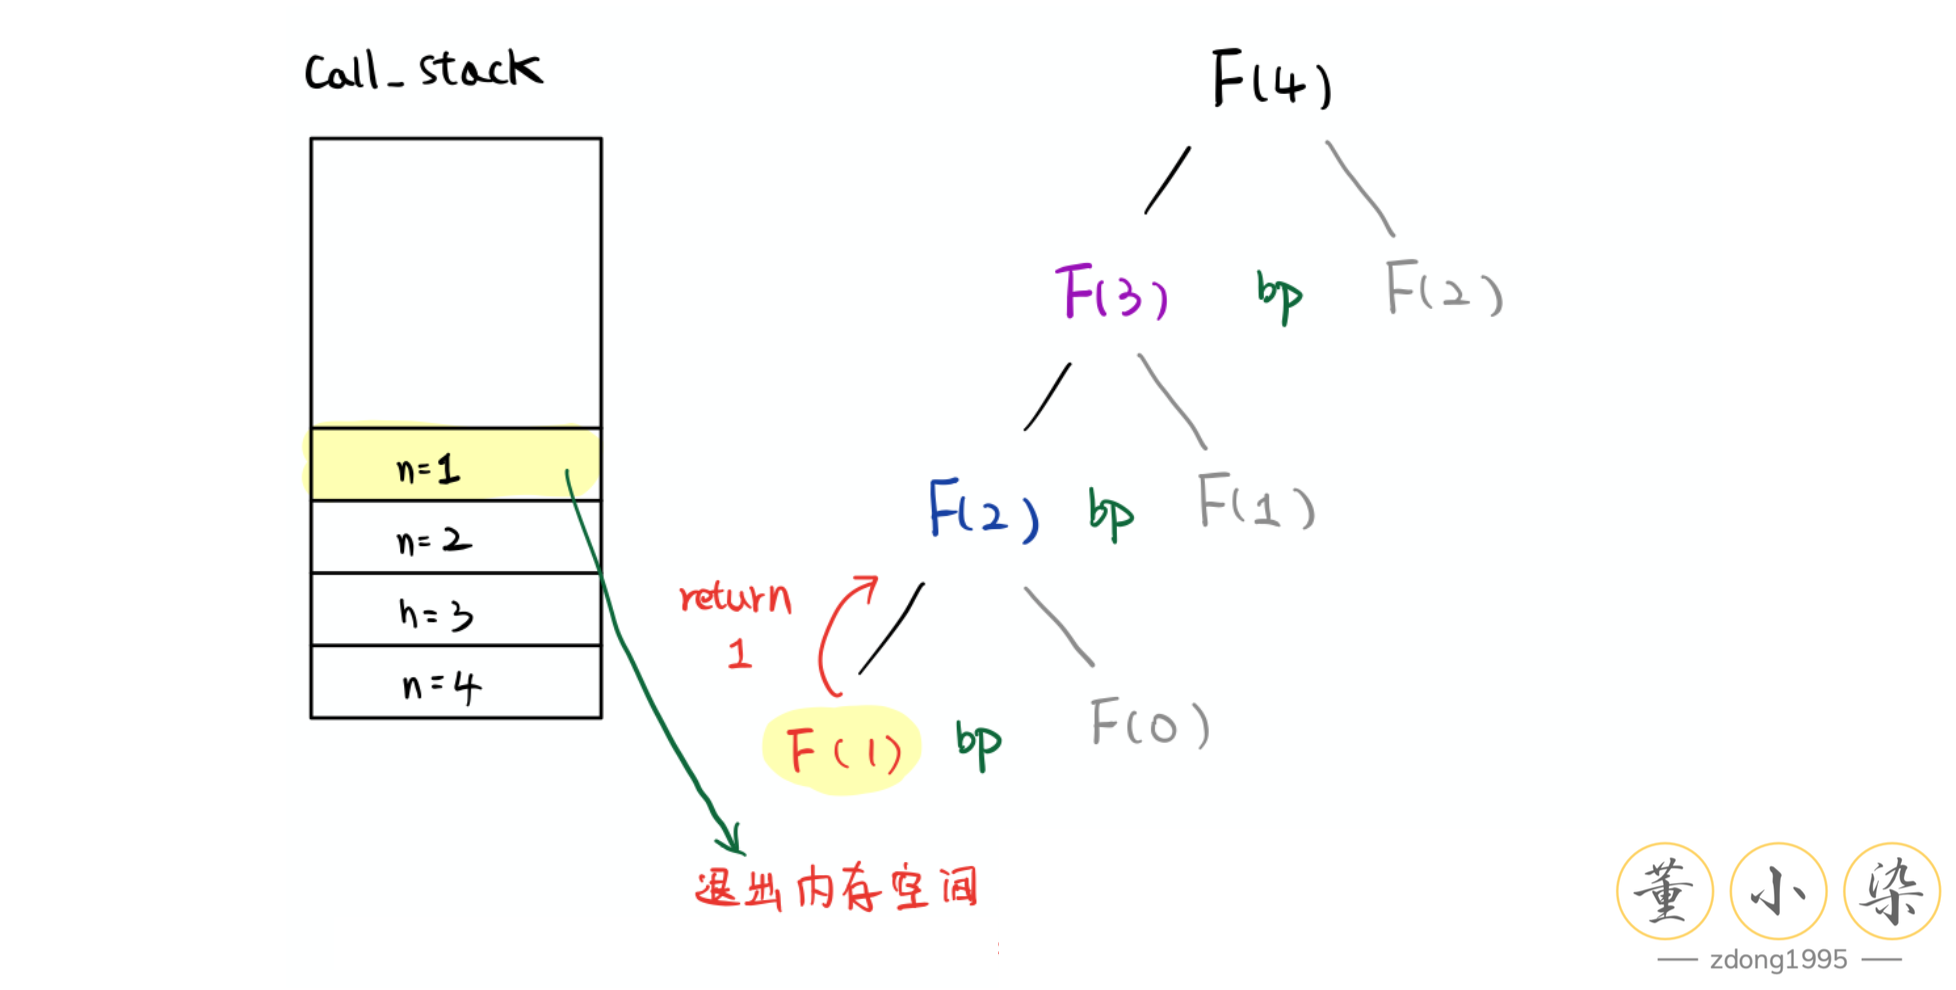 Call_stack
n=1
n=2
n=3
n=4
F(4)
F(3) bp F(2)
F(2) bp F(1)
return
1
F(1) bp F(0)
退出内存空间
董小染
zdong1995